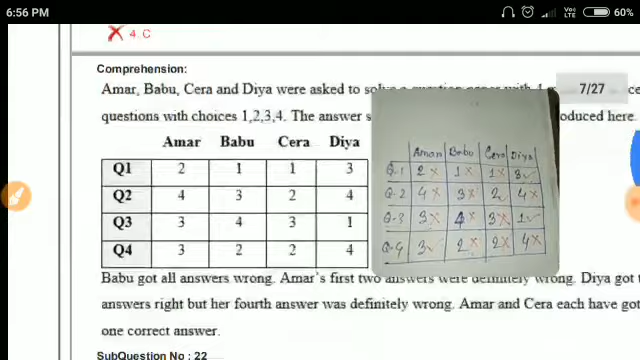 6:56 PM
Vo)
LTE
60%
4. C
Comprehension:
Amar, Babu, Cera and Diya were asked to
7/27
questions with choices 1,2,3,4. The answer
oduced here.
Amar Babu Cera Diya
Q1 2 1 1 3
Q2 4 3 2 4
Q3 3 4 3 1
Q4 3 2 2 4
Amar Babu Cera Diya
Q-1 2 × 1 × 1 × 3 ✓
Q-2 4 × 3 × 2 ✓ 4 ×
Q-3 3 × 4 × 3 × 1 ✓
Q-4 3 ✓ 2 × 2 × 4 ×
Babu got all answers wrong. Amar's first two answers were definitely wrong. Diya got
answers right but her fourth answer was definitely wrong. Amar and Cera each have got
one correct answer.
SubQuestion No : 22